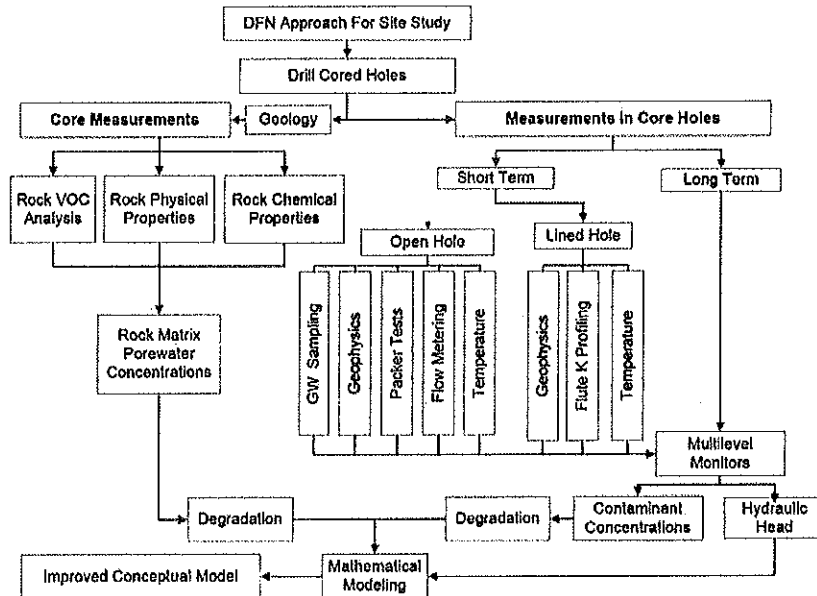 DFN Approach For Site Study
Drill Cored Holes
Core Measurements
Geology
Measurements in Core Holes
Short Term
Long Term
Rock VOC
Analysis
Rock Physical
Properties
Rock Chemical
Properties
Open Hole
Lined Hole
GW Sampling
Geophysics
Packer Tests
Flow Metering
Temperature
Geophysics
Flute K Profiling
Temperature
Rock Matrix
Porewater
Concentrations
Multilevel
Monitors
Degradation
Degradation
Contaminant
Concentrations
Hydraulic
Head
Improved Conceptual Model
Mathematical
Modeling